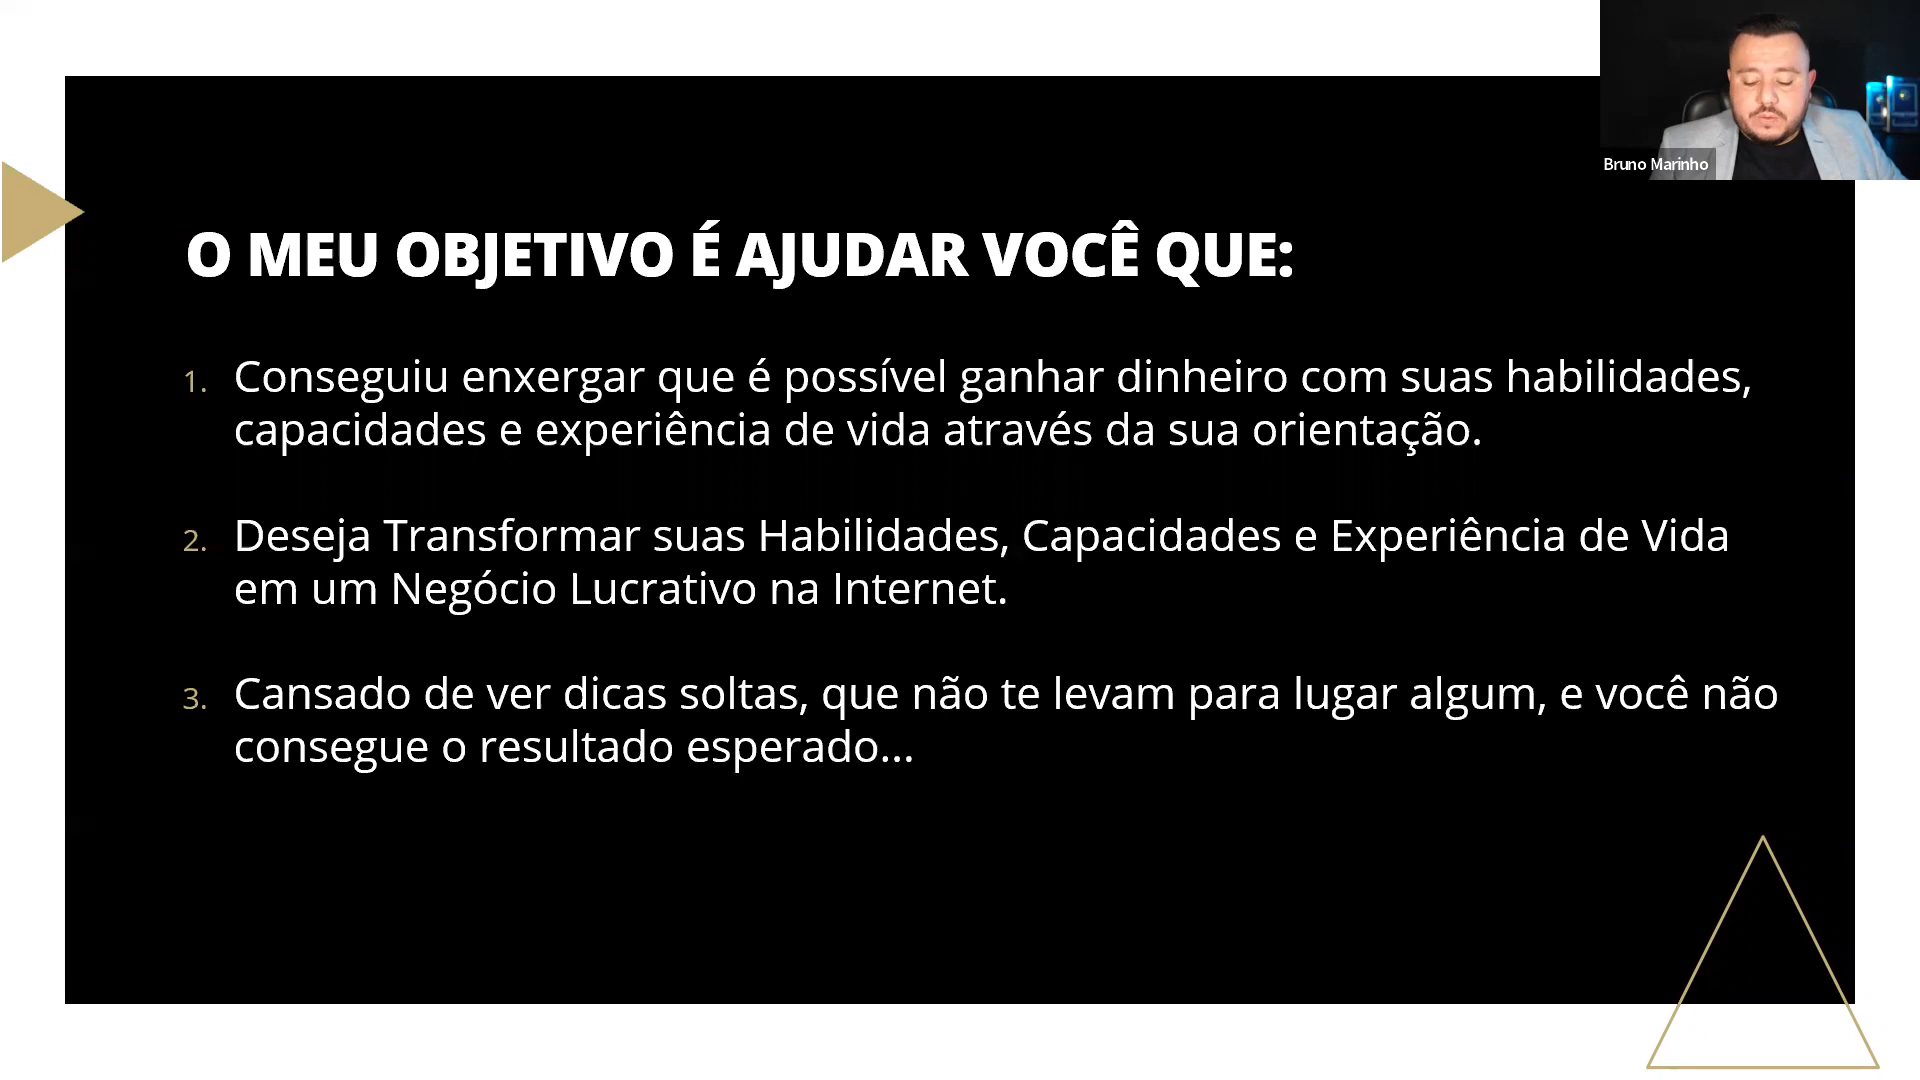 Bruno Marinho
O MEU OBJETIVO É AJUDAR VOCÊ QUE:
1. Conseguiu enxergar que é possível ganhar dinheiro com suas habilidades,
capacidades e experiência de vida através da sua orientação.
2. Deseja Transformar suas Habilidades, Capacidades e Experiência de Vida
em um Negócio Lucrativo na Internet.
3. Cansado de ver dicas soltas, que não te levam para lugar algum, e você não
consegue o resultado esperado...